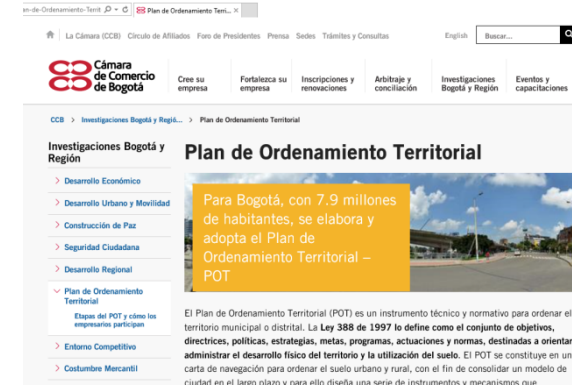 an-de-Ordenamiento-Territ
Plan de Ordenamiento Terri... ×
La Cámara (CCB) Círculo de Afiliados Foro de Presidentes Prensa Sedes Trámites y Consultas English Buscar...
Cámara
de Comercio
de Bogotá
Cree su
empresa
Fortalezca su
empresa
Inscripciones y
renovaciones
Arbitraje y
conciliación
Investigaciones
Bogotá y Región
Eventos y
capacitaciones
CCB > Investigaciones Bogotá y Regió... > Plan de Ordenamiento Territorial
Investigaciones Bogotá y
Región
> Desarrollo Económico
> Desarrollo Urbano y Movilidad
> Construcción de Paz
> Seguridad Ciudadana
> Desarrollo Regional
Plan de Ordenamiento
Territorial
Etapas del POT y cómo los
empresarios participan
> Entorno Competitivo
> Costumbre Mercantil
Plan de Ordenamiento Territorial
Para Bogotá, con 7.9 millones
de habitantes, se elabora y
adopta el Plan de
Ordenamiento Territorial –
POT
El Plan de Ordenamiento Territorial (POT) es un instrumento técnico y normativo para ordenar el
territorio municipal o distrital. La Ley 388 de 1997 lo define como el conjunto de objetivos,
directrices, políticas, estrategias, metas, programas, actuaciones y normas, destinadas a orientar
administrar el desarrollo físico del territorio y la utilización del suelo. El POT se constituye en un
carta de navegación para ordenar el suelo urbano y rural, con el fin de consolidar un modelo de
ciudad en el largo plazo y para ello diseña una serie de instrumentos y mecanismos que